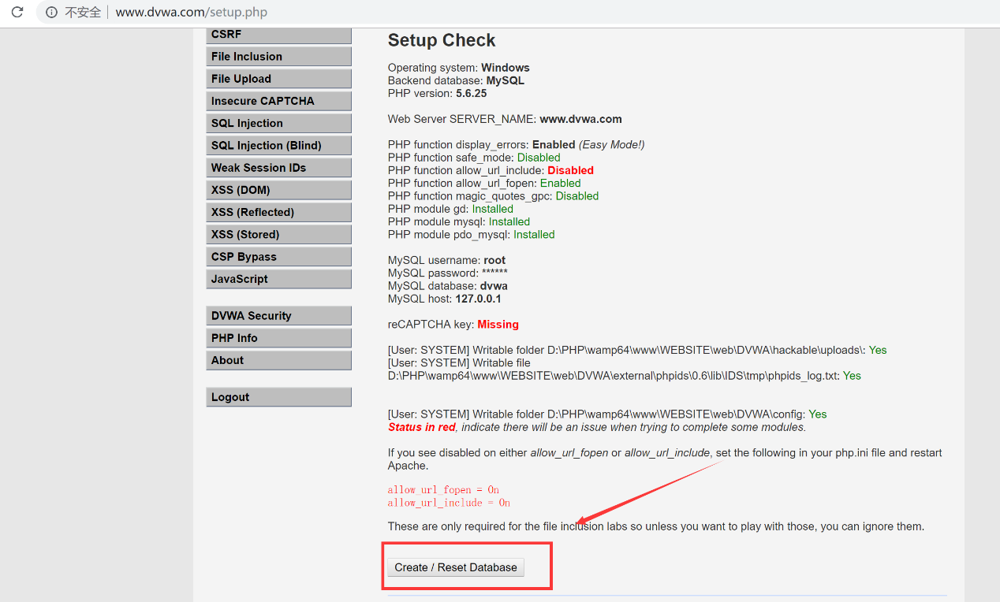 不安全 www.dvwa.com/setup.php
CSRF
File Inclusion
File Upload
Insecure CAPTCHA
SQL Injection
SQL Injection (Blind)
Weak Session IDs
XSS (DOM)
XSS (Reflected)
XSS (Stored)
CSP Bypass
JavaScript
DVWA Security
PHP Info
About
Logout
Setup Check
Operating system: Windows
Backend database: MySQL
PHP version: 5.6.25
Web Server SERVER_NAME: www.dvwa.com
PHP function display_errors: Enabled (Easy Mode!)
PHP function safe_mode: Disabled
PHP function allow_url_include: Disabled
PHP function allow_url_fopen: Enabled
PHP function magic_quotes_gpc: Disabled
PHP module gd: Installed
PHP module mysql: Installed
PHP module pdo_mysql: Installed
MySQL username: root
MySQL password: ******
MySQL database: dvwa
MySQL host: 127.0.0.1
reCAPTCHA key: Missing
[User: SYSTEM] Writable folder D:\PHP\wamp64\www\WEBSITE\web\DVWA\hackable\uploads\: Yes
[User: SYSTEM] Writable file
D:\PHP\wamp64\www\WEBSITE\web\DVWA\external\phpids\0.6\lib\IDS\tmp\phpids_log.txt: Yes
[User: SYSTEM] Writable folder D:\PHP\wamp64\www\WEBSITE\web\DVWA\config: Yes
Status in red, indicate there will be an issue when trying to complete some modules.
If you see disabled on either allow_url_fopen or allow_url_include, set the following in your php.ini file and restart
Apache.
allow_url_fopen = On
allow_url_include = On
These are only required for the file inclusion labs so unless you want to play with those, you can ignore them.
Create / Reset Database